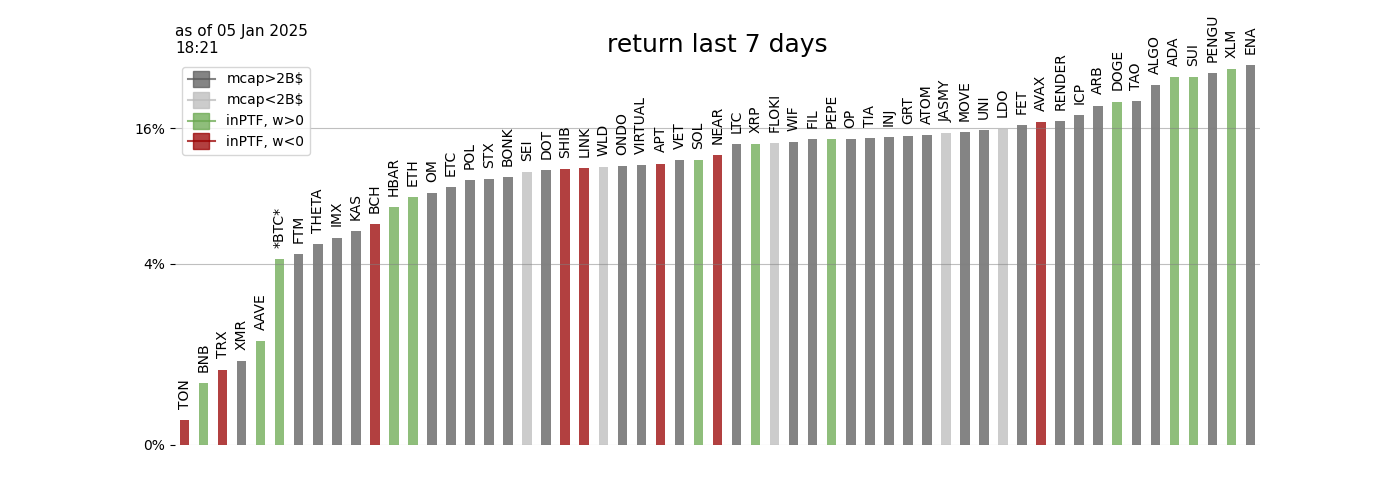 as of 05 Jan 2025
18:21
return last 7 days
mcap>2B$
mcap<2B$
inPTF, w>0
inPTF, w<0
16%
4%
0%
TON
BNB
TRX
XMR
AAVE
*BTC*
FTM
THETA
IMX
KAS
BCH
HBAR
ETH
OM
ETC
POL
STX
BONK
SEI
DOT
SHIB
LINK
WLD
ONDO
VIRTUAL
APT
VET
SOL
NEAR
LTC
XRP
FLOKI
WIF
FIL
PEPE
OP
TIA
INJ
GRT
ATOM
JASMY
MOVE
UNI
LDO
FET
AVAX
RENDER
ICP
ARB
DOGE
TAO
ALGO
ADA
SUI
PENGU
XLM
ENA